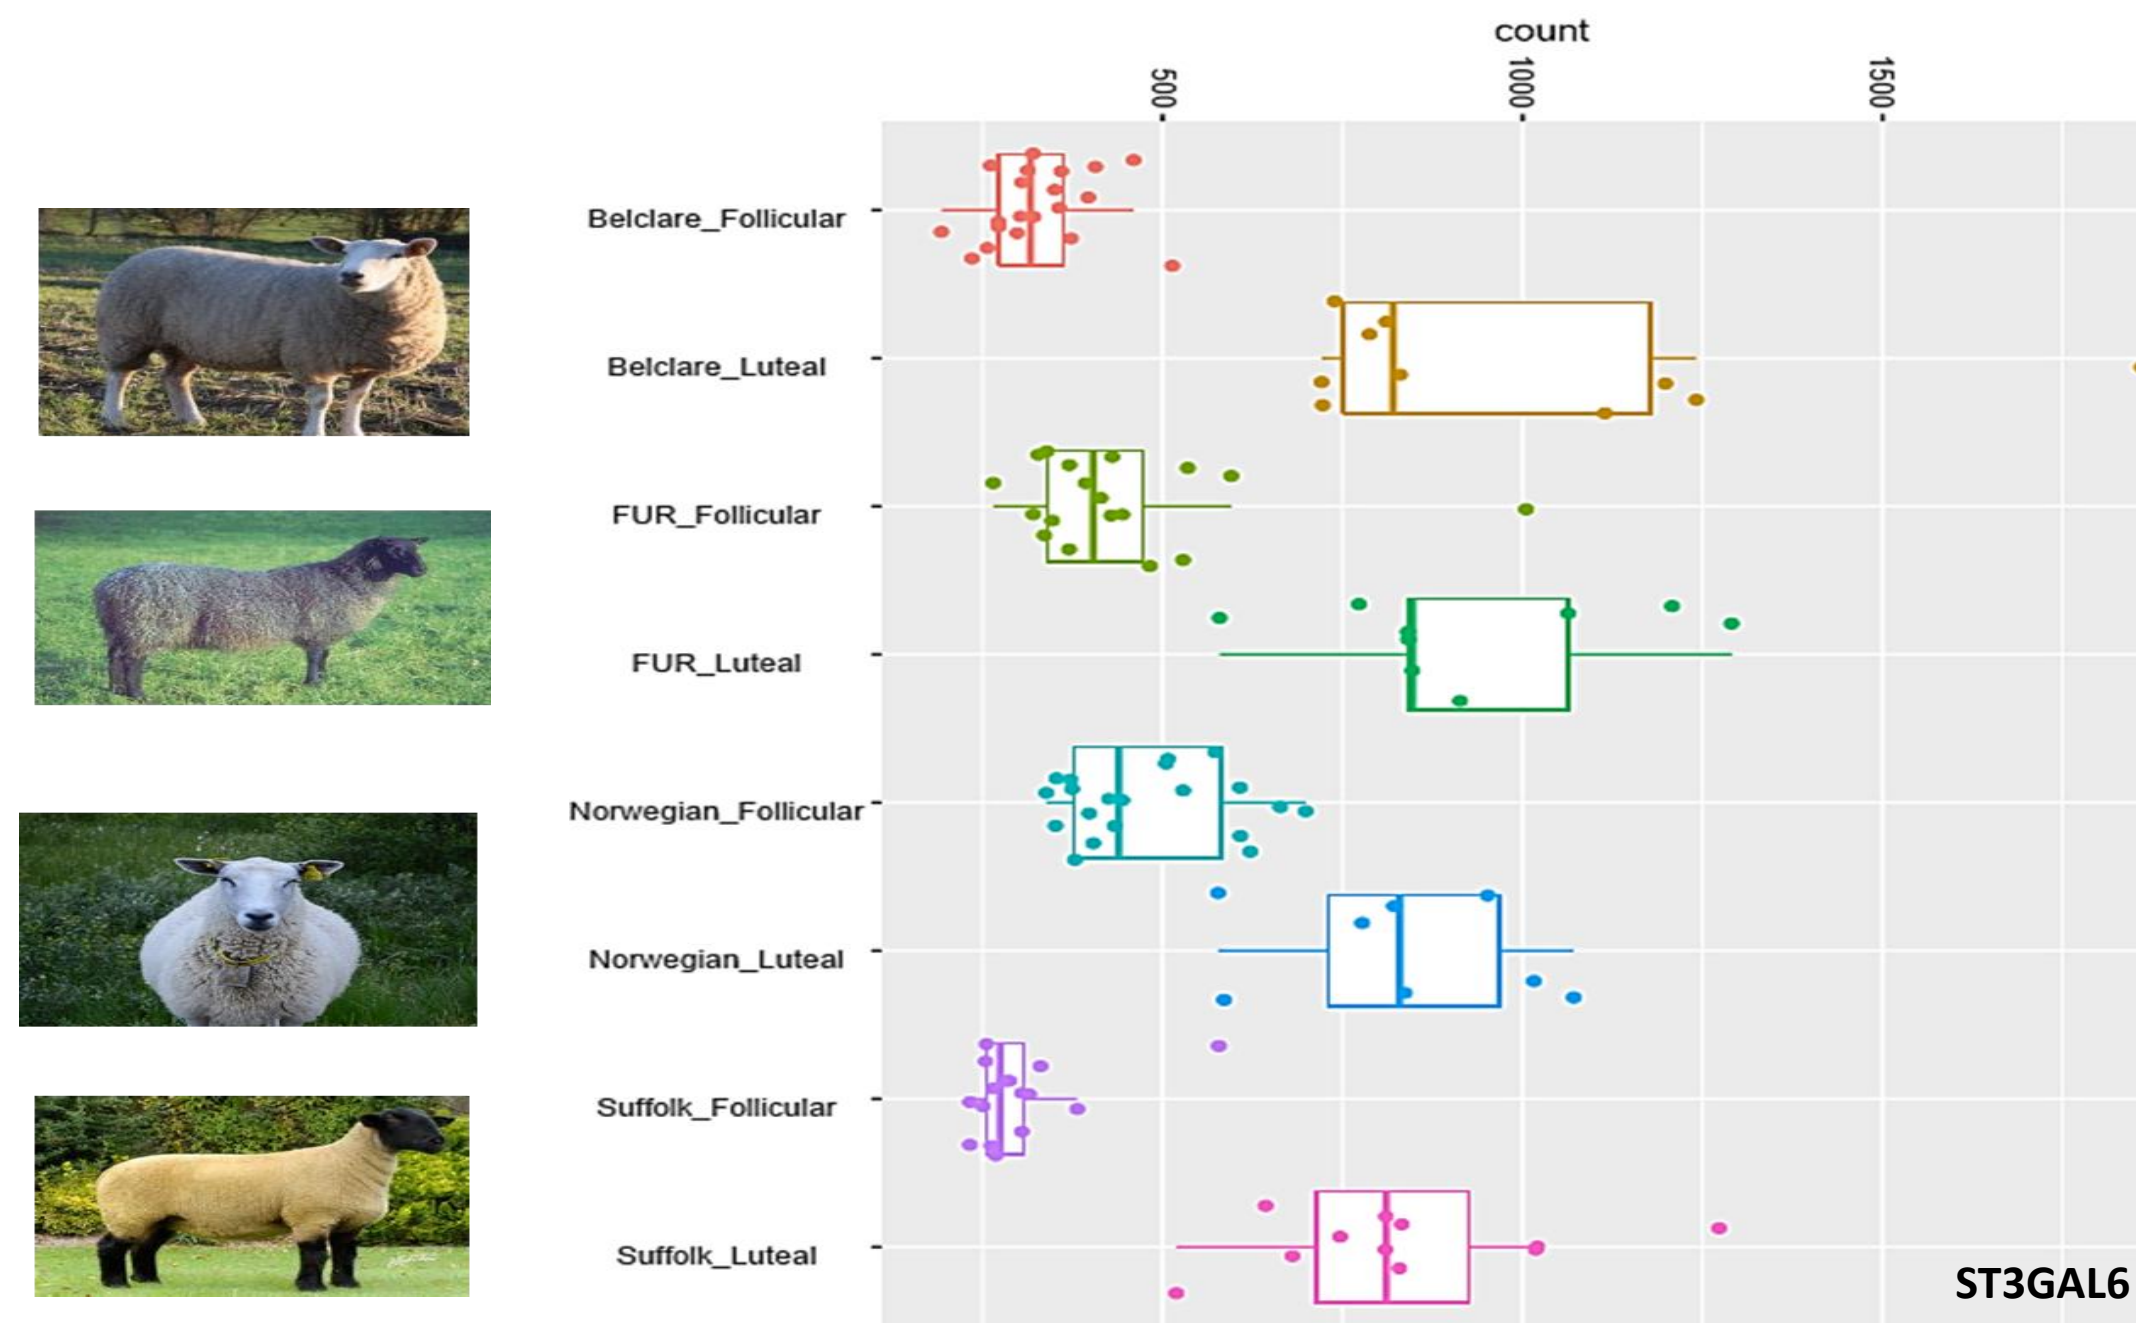 count
500
1000
1500
Belclare_Follicular
Belclare_Luteal
FUR_Follicular
FUR_Luteal
Norwegian_Follicular
Norwegian_Luteal
Suffolk_Follicular
Suffolk_Luteal
ST3GAL6